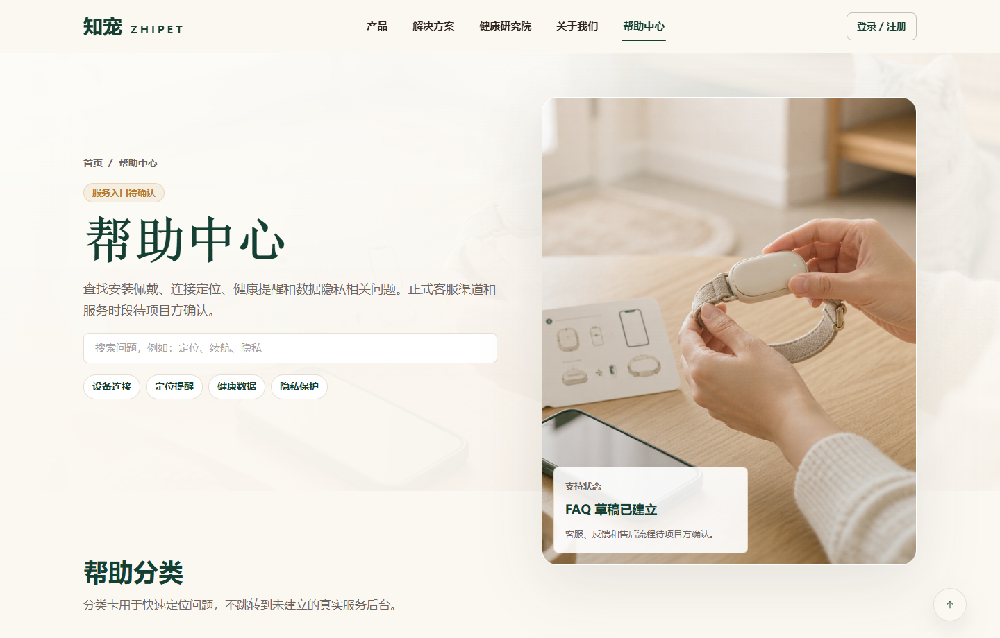 知宠 ZHIPET
产品
解决方案
健康研究院
关于我们
帮助中心
登录 / 注册
首页 / 帮助中心
服务入口待确认
帮助中心
查找安装佩戴、连接定位、健康提醒和数据隐私相关问题。正式客服渠道和
服务时段待项目方确认。
搜索问题，例如：定位、续航、隐私
设备连接
定位提醒
健康数据
隐私保护
支持状态
FAQ 草稿已建立
客服、反馈和售后流程待项目方确认。
帮助分类
分类卡用于快速定位问题，不跳转到未建立的真实服务后台。